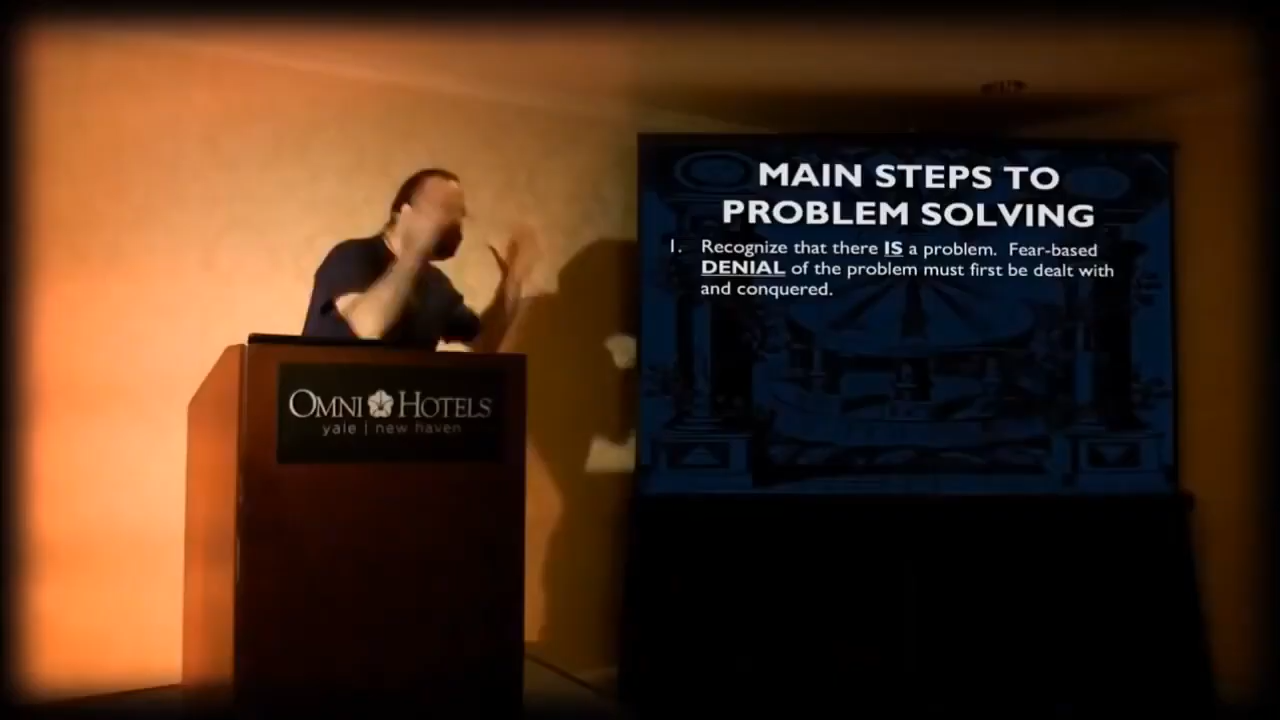 MAIN STEPS TO
PROBLEM SOLVING
1. Recognize that there IS a problem. Fear-based
DENIAL of the problem must first be dealt with
and conquered.
OMNI HOTELS
yale | new haven